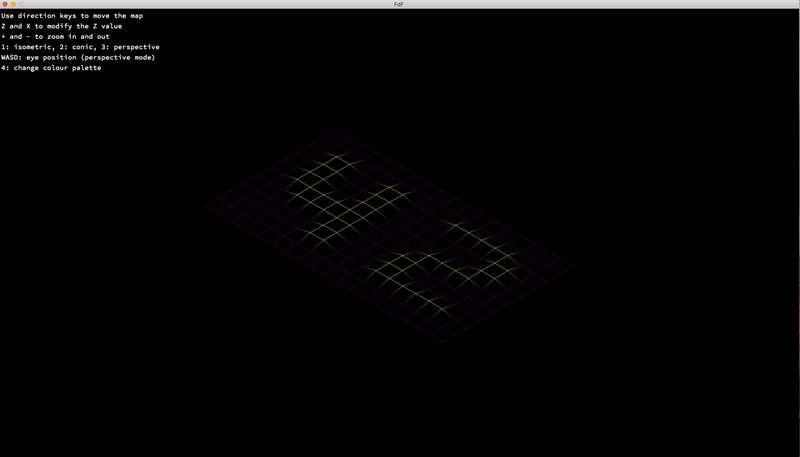 FdF
Use direction keys to move the map
Z and X to modify the Z value
+ and - to zoom in and out
1: isometric, 2: conic, 3: perspective
WASD: eye position (perspective mode)
4: change colour palette
42